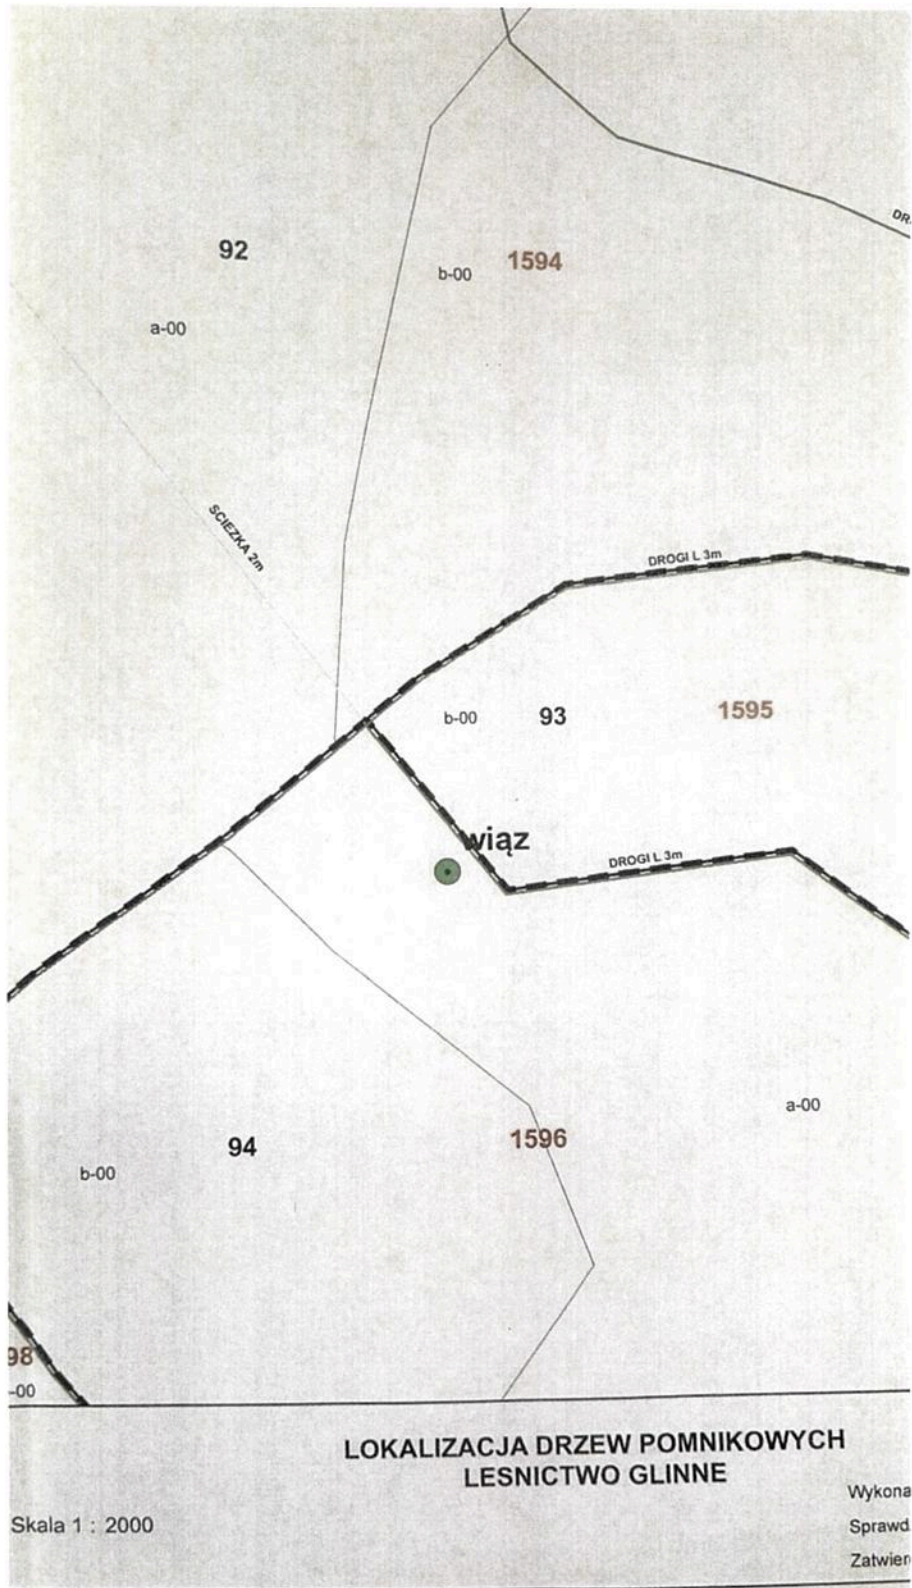 DR
92
1594
b-00
a-00
SCIEZKA 2m
DROGI L 3m
b-00
93
1595
wiąz
DROGI L 3m
a-00
94
1596
b-00
98
-00
LOKALIZACJA DRZEW POMNIKOWYCH
LESNICTWO GLINNE
Wykona
Skala 1 : 2000
Sprawd
Zatwier